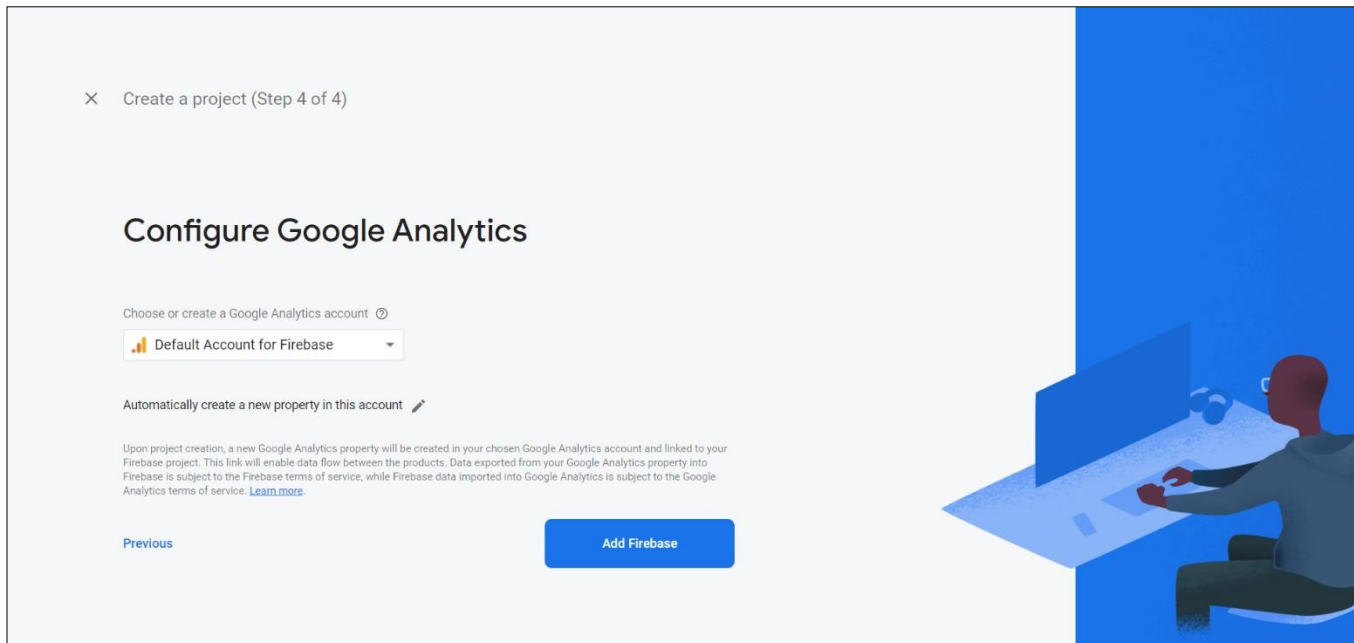 Create a project (Step 4 of 4)
Configure Google Analytics
Choose or create a Google Analytics account
Default Account for Firebase
Automatically create a new property in this account
Upon project creation, a new Google Analytics property will be created in your chosen Google Analytics account and linked to your
Firebase project. This link will enable data flow between the products. Data exported from your Google Analytics property into
Firebase is subject to the Firebase terms of service, while Firebase data imported into Google Analytics is subject to the Google
Analytics terms of service. Learn more.
Previous
Add Firebase